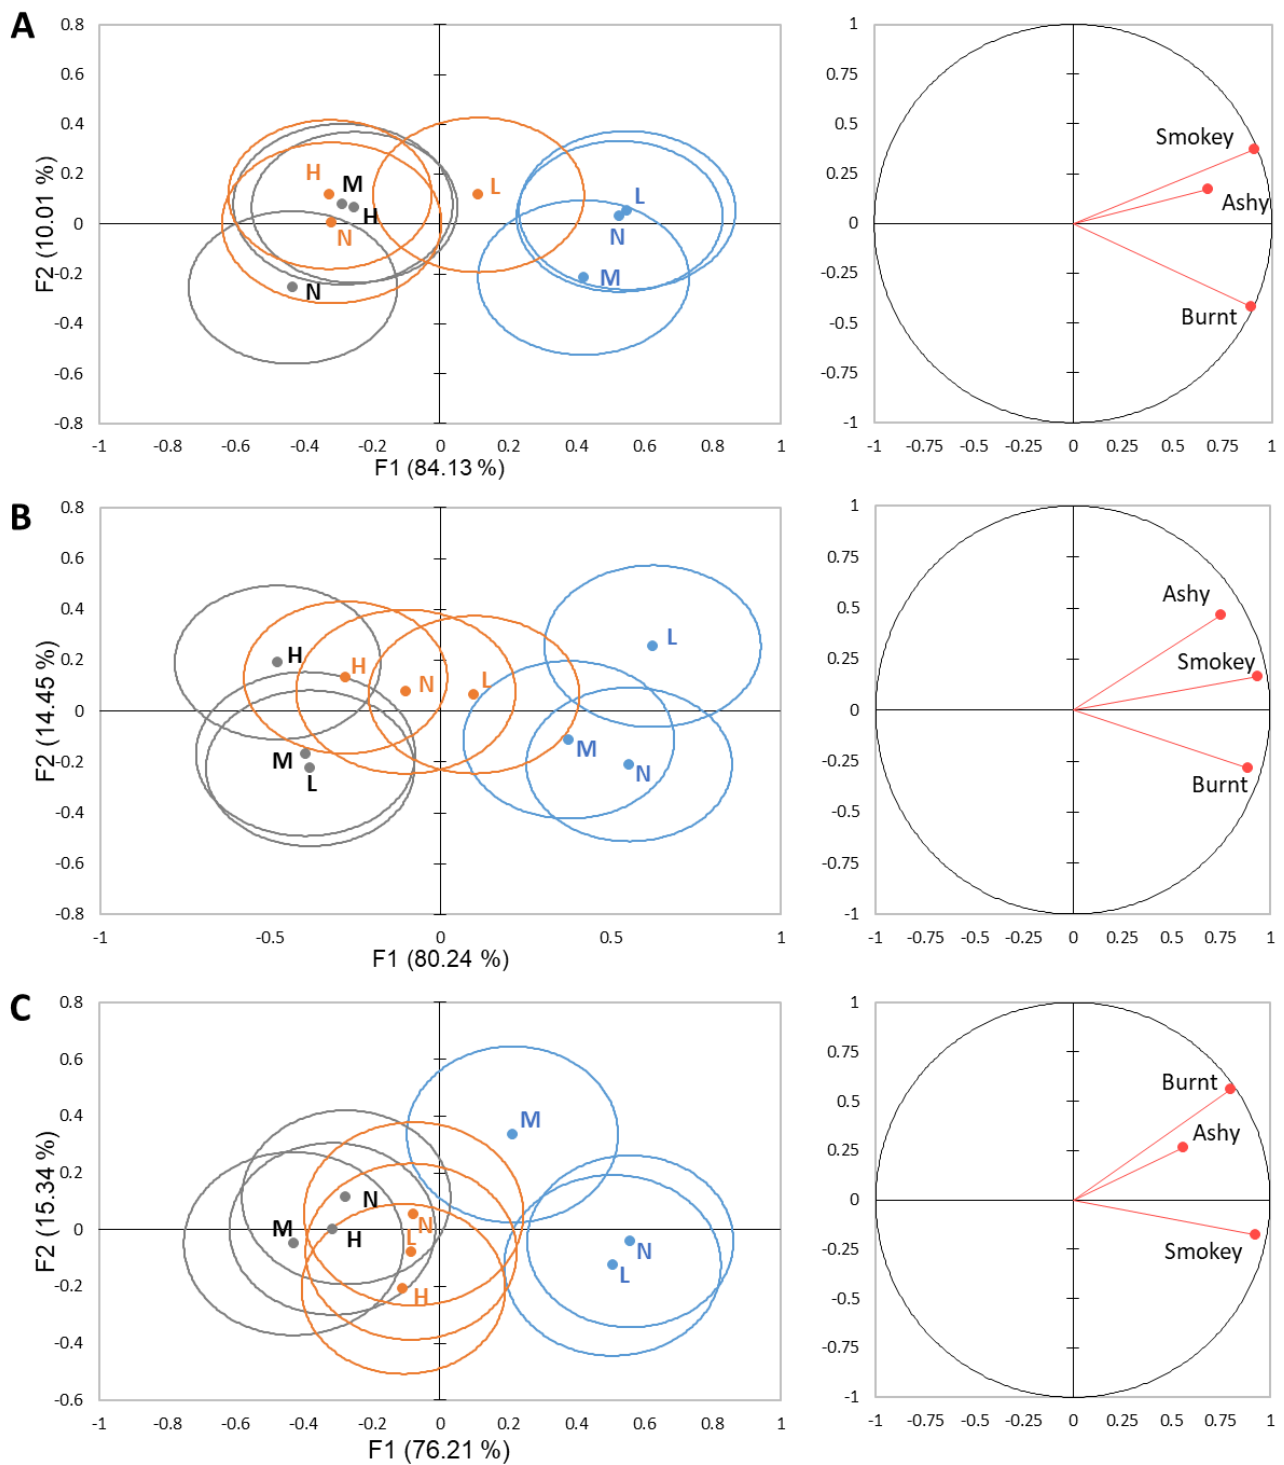 A
0.8
0.6
0.4
0.2
0
-0.2
-0.4
-0.6
-0.8
F2 (10.01 %)
H
M
H
N
N
L
L
N
M
-1
-0.8
-0.6
-0.4
-0.2
0
0.2
0.4
0.6
0.8
1
F1 (84.13 %)
1
0.75
0.5
0.25
0
-0.25
-0.5
-0.75
-1
Smokey
Ashy
Burnt
-1
-0.75
-0.5
-0.25
0
0.25
0.5
0.75
1
B
0.8
0.6
0.4
0.2
0
-0.2
-0.4
-0.6
-0.8
F2 (14.45 %)
H
H
N
L
L
M
L
M
N
-1
-0.5
0
0.5
1
F1 (80.24 %)
1
0.75
0.5
0.25
0
-0.25
-0.5
-0.75
-1
Ashy
Smokey
Burnt
-1
-0.75
-0.5
-0.25
0
0.25
0.5
0.75
1
C
0.8
0.6
0.4
0.2
0
-0.2
-0.4
-0.6
F2 (15.34 %)
M
N
M
H
N
L
H
N
L
-1
-0.8
-0.6
-0.4
-0.2
0
0.2
0.4
0.6
0.8
1
F1 (76.21 %)
1
0.75
0.5
0.25
0
-0.25
-0.5
-0.75
-1
Burnt
Ashy
Smokey
-1
-0.75
-0.5
-0.25
0
0.25
0.5
0.75
1